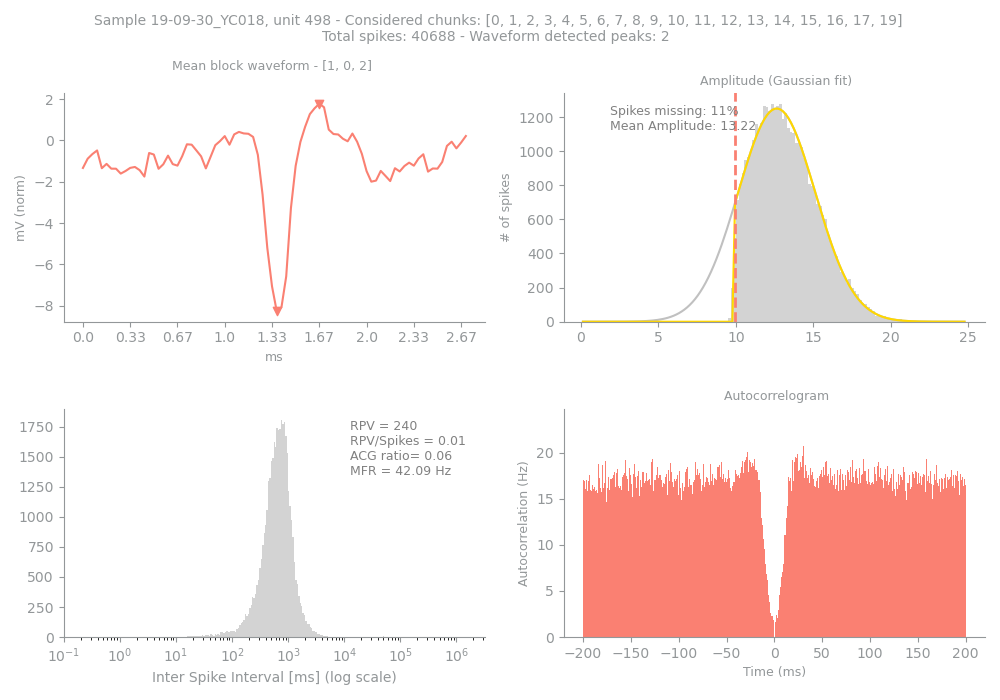 Sample 19-09-30_YC018, unit 498 - Considered chunks: [0, 1, 2, 3, 4, 5, 6, 7, 8, 9, 10, 11, 12, 13, 14, 15, 16, 17, 19]
Total spikes: 40688 - Waveform detected peaks: 2
Mean block waveform - [1, 0, 2]
mV (norm)
2
0
−2
−4
−6
−8
0.0 0.33 0.67 1.0 1.33 1.67 2.0 2.33 2.67
ms
Amplitude (Gaussian fit)
Spikes missing: 11%
Mean Amplitude: 13.22
# of spikes
1200
1000
800
600
400
200
0
0 5 10 15 20 25
1750
1500
1250
1000
750
500
250
0
RPV = 240
RPV/Spikes = 0.01
ACG ratio= 0.06
MFR = 42.09 Hz
10⁻¹ 10⁰ 10¹ 10² 10³ 10⁴ 10⁵ 10⁶
Inter Spike Interval [ms] (log scale)
Autocorrelogram
Autocorrelation (Hz)
20
15
10
5
0
−200 −150 −100 −50 0 50 100 150 200
Time (ms)